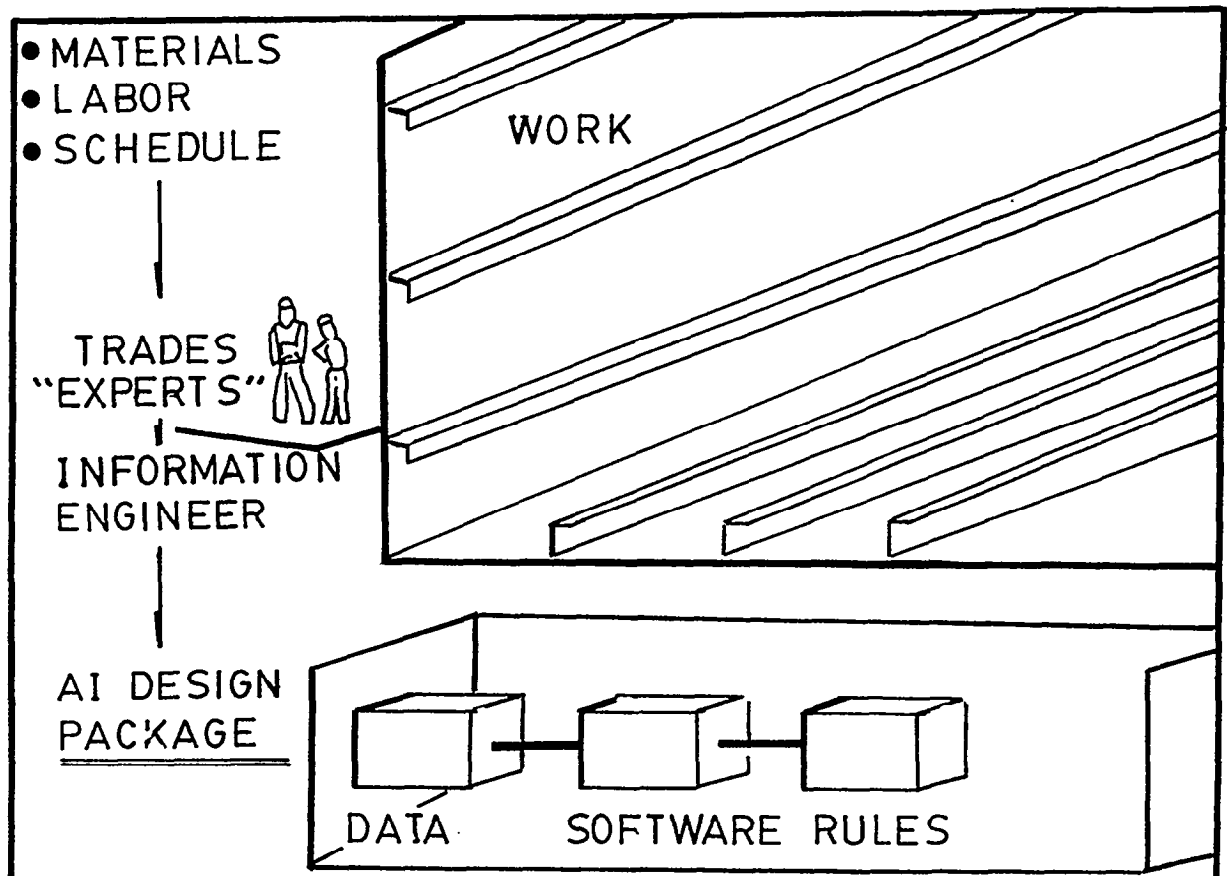 • MATERIALS
• LABOR
• SCHEDULE
WORK
TRADES
"EXPERTS"
INFORMATION
ENGINEER
AI DESIGN
PACKAGE
DATA
SOFTWARE RULES